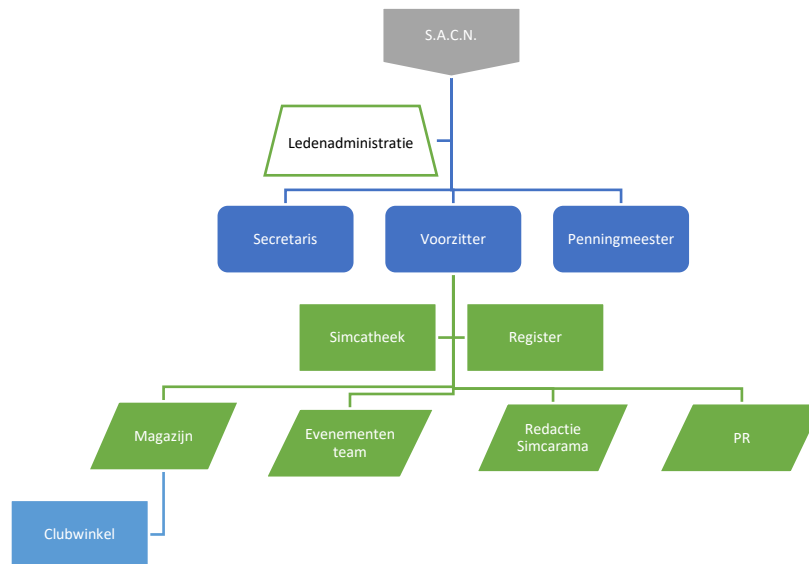 S.A.C.N.
Ledenadministratie
Secretaris
Voorzitter
Penningmeester
Simcatheek
Register
Magazijn
Evenementen
team
Redactie
Simcarama
PR
Clubwinkel